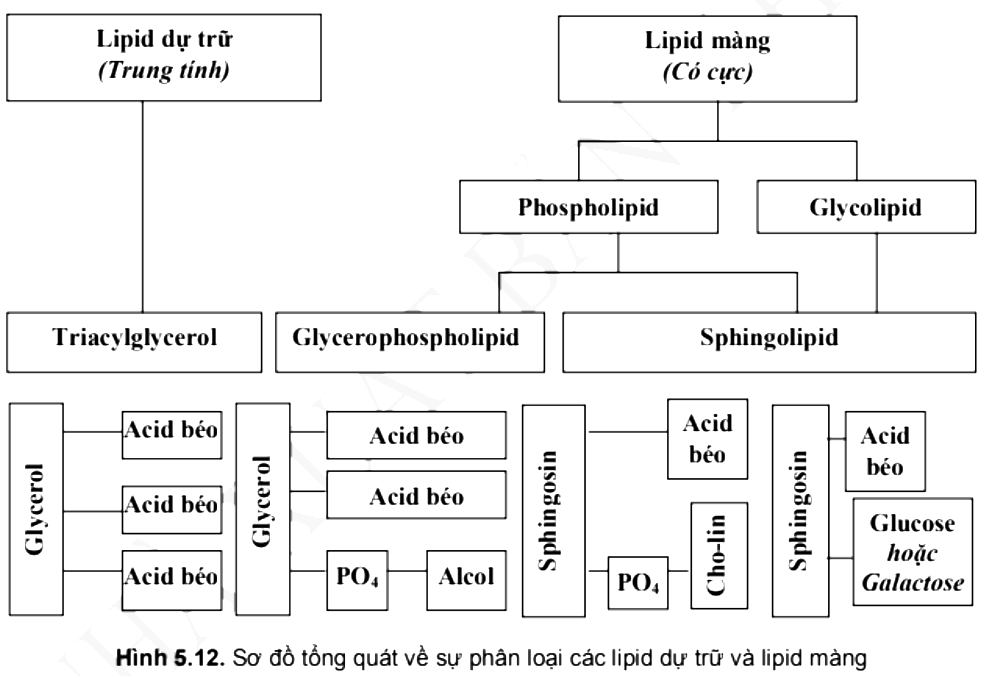 Lipid dự trữ
(Trung tính)
Lipid màng
(Có cực)
Phospholipid
Glycolipid
Triacylglycerol
Glycerophospholipid
Sphingolipid
Glycerol
Acid béo
Acid béo
Acid béo
Glycerol
Acid béo
Acid béo
PO₄
Alcol
Sphingosin
Acid
béo
PO₄
Cho-lin
Sphingosin
Acid
béo
Glucose
hoặc
Galactose
Hình 5.12. Sơ đồ tổng quát về sự phân loại các lipid dự trữ và lipid màng